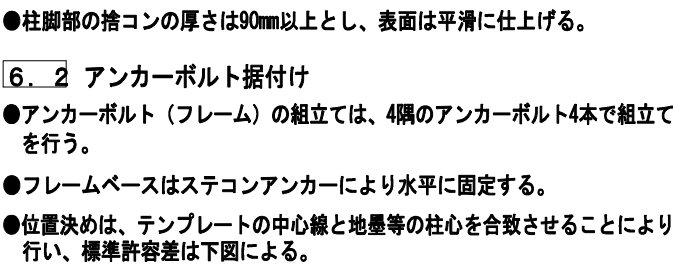 ●柱脚部の捨コンの厚さは90mm以上とし、表面は平滑に仕上げる。
６．２ アンカーボルト据付け
●アンカーボルト（フレーム）の組立ては、4隅のアンカーボルト4本で組立て
を行う。
●フレームベースはステコンアンカーにより水平に固定する。
●位置決めは、テンプレートの中心線と地墨等の柱心を合致させることにより
行い、標準許容差は下図による。